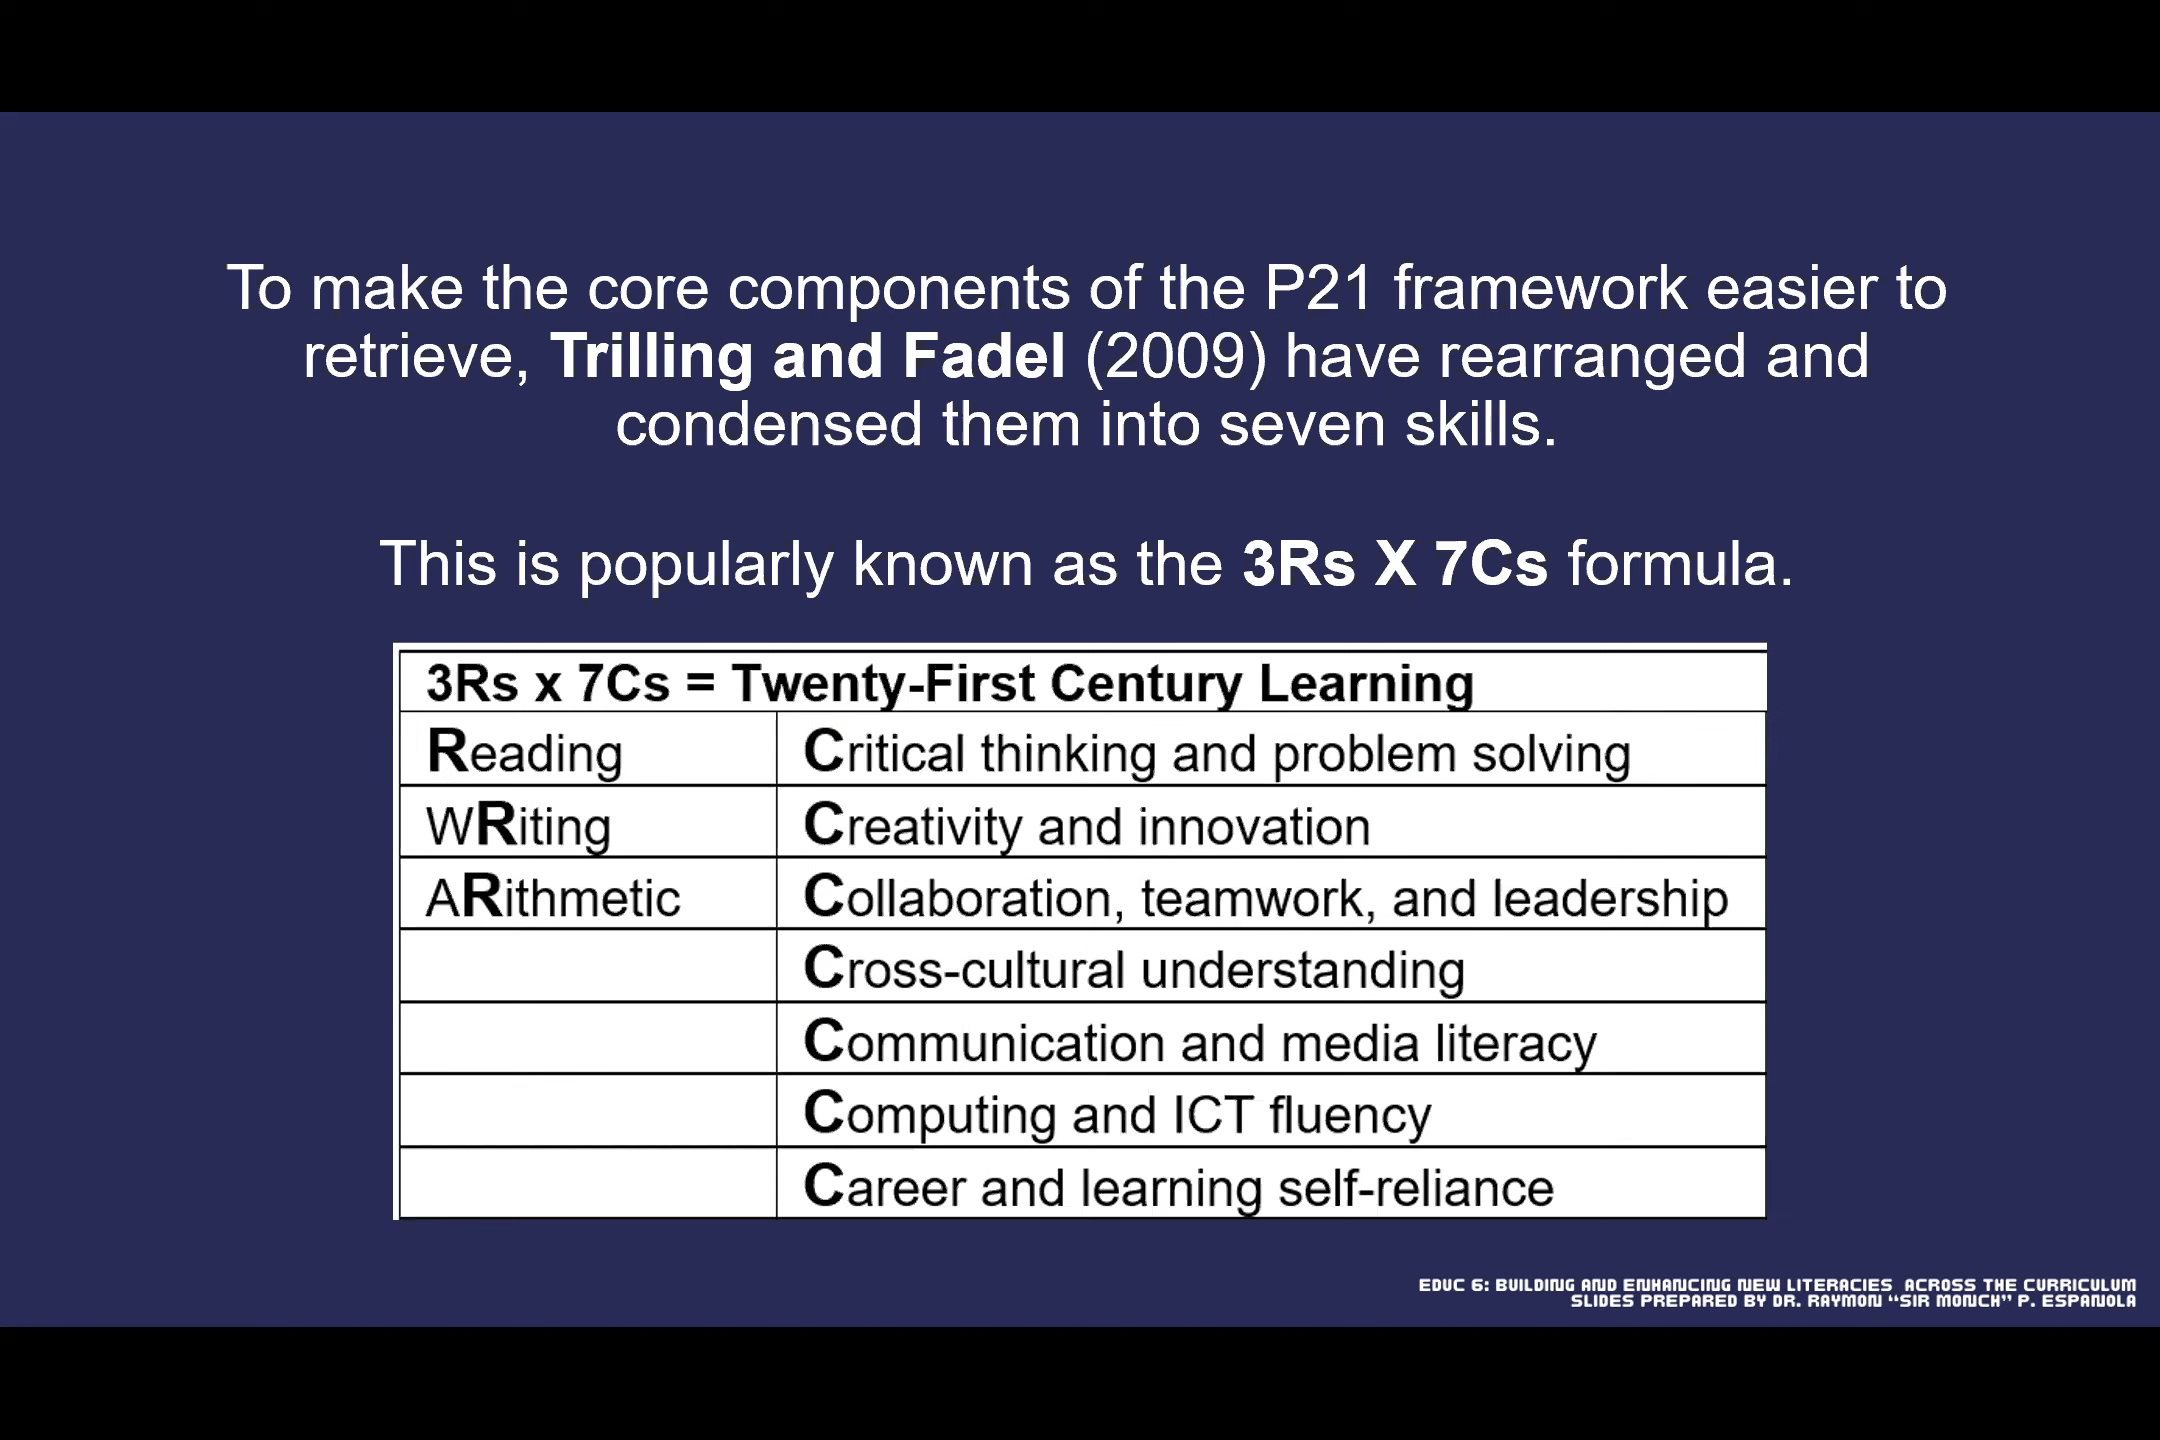 To make the core components of the P21 framework easier to
retrieve, Trilling and Fadel (2009) have rearranged and
condensed them into seven skills.
This is popularly known as the 3Rs X 7Cs formula.
3Rs x 7Cs = Twenty-First Century Learning
Reading Critical thinking and problem solving
WRiting Creativity and innovation
ARithmetic Collaboration, teamwork, and leadership
Cross-cultural understanding
Communication and media literacy
Computing and ICT fluency
Career and learning self-reliance
EDUC 6: BUILDING AND ENHANCING NEW LITERACIES ACROSS THE CURRICULUM
SLIDES PREPARED BY DR. RAYMON “SIR MONCH” P. ESPANOLA